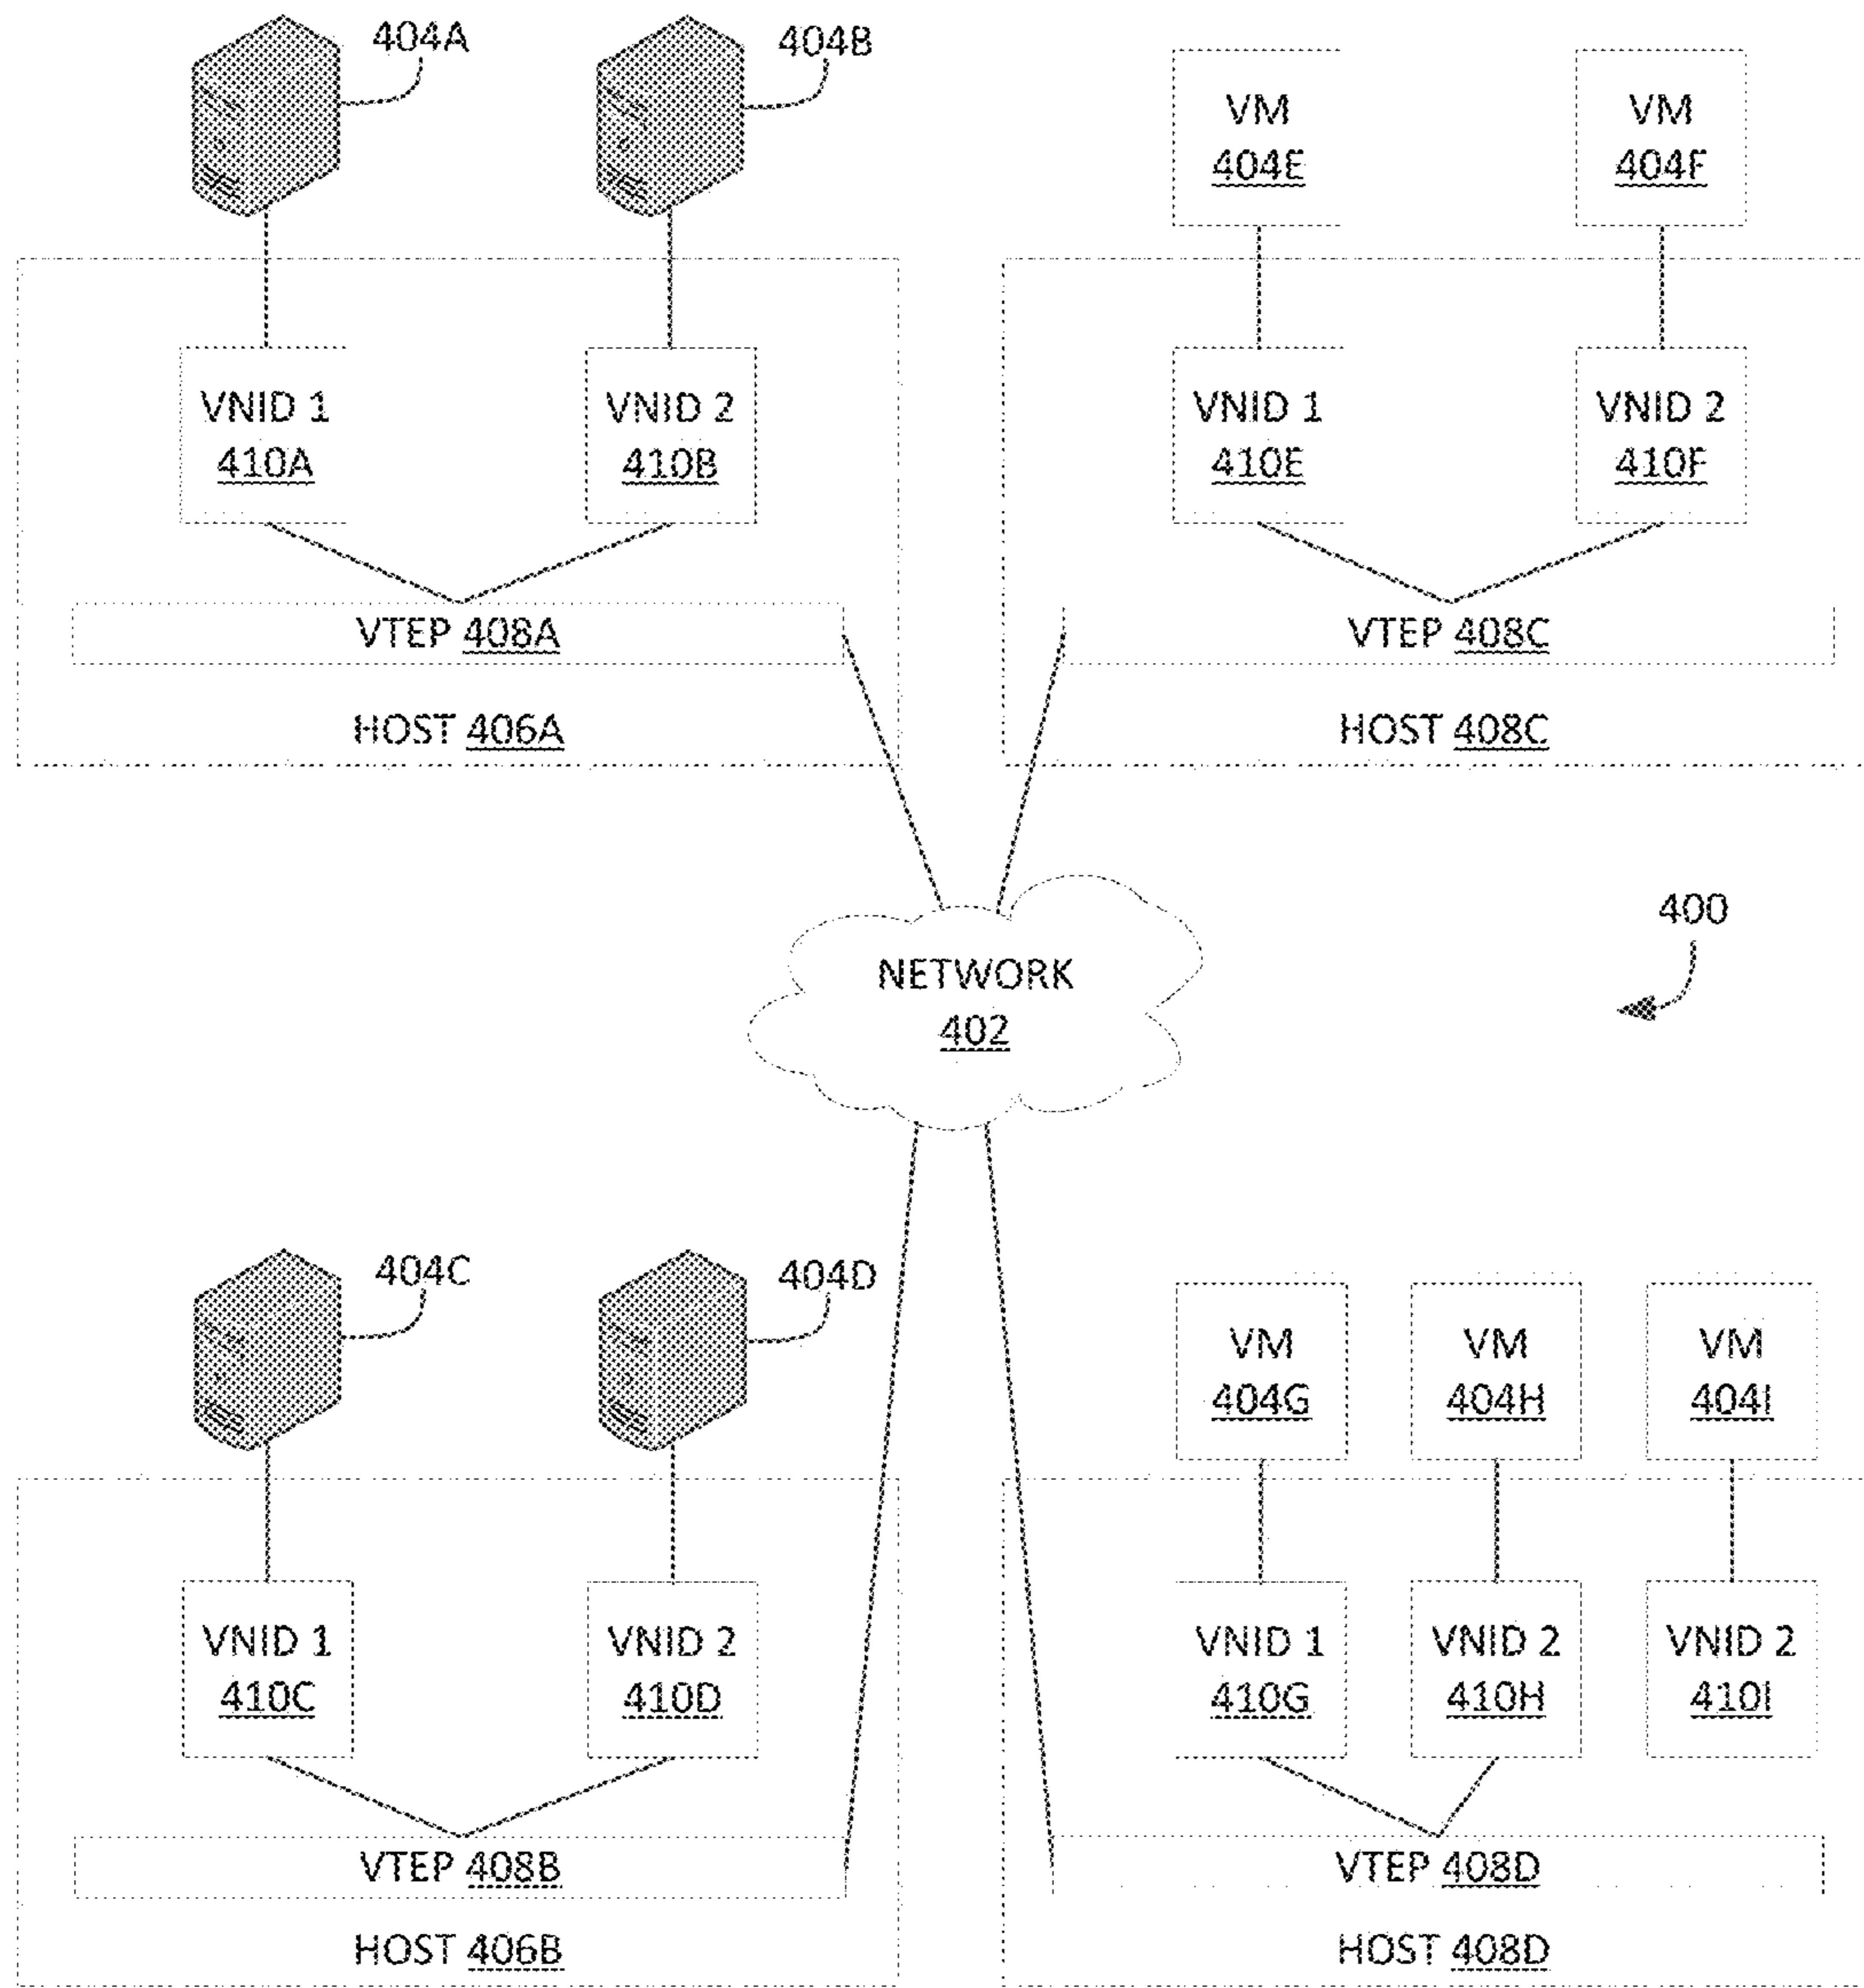 404A
404B
VM
404E
VM
404F
VNID 1
410A
VNID 2
410B
VNID 1
410E
VNID 2
410F
VTEP 408A
VTEP 408C
HOST 406A
HOST 408C
400
NETWORK
402
404C
404D
VM
404G
VM
404H
VM
404I
VNID 1
410C
VNID 2
410D
VNID 1
410G
VNID 2
410H
VNID 2
410I
VTEP 408B
VTEP 408D
HOST 406B
HOST 408D